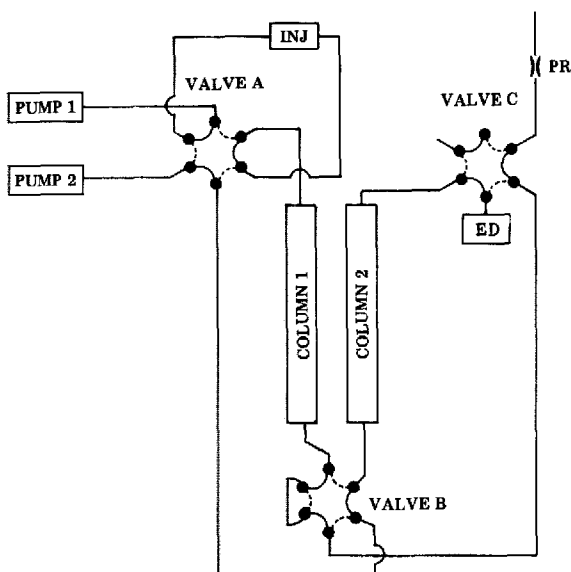 INJ
PR
VALVE A
VALVE C
PUMP 1
PUMP 2
ED
COLUMN 1
COLUMN 2
VALVE B